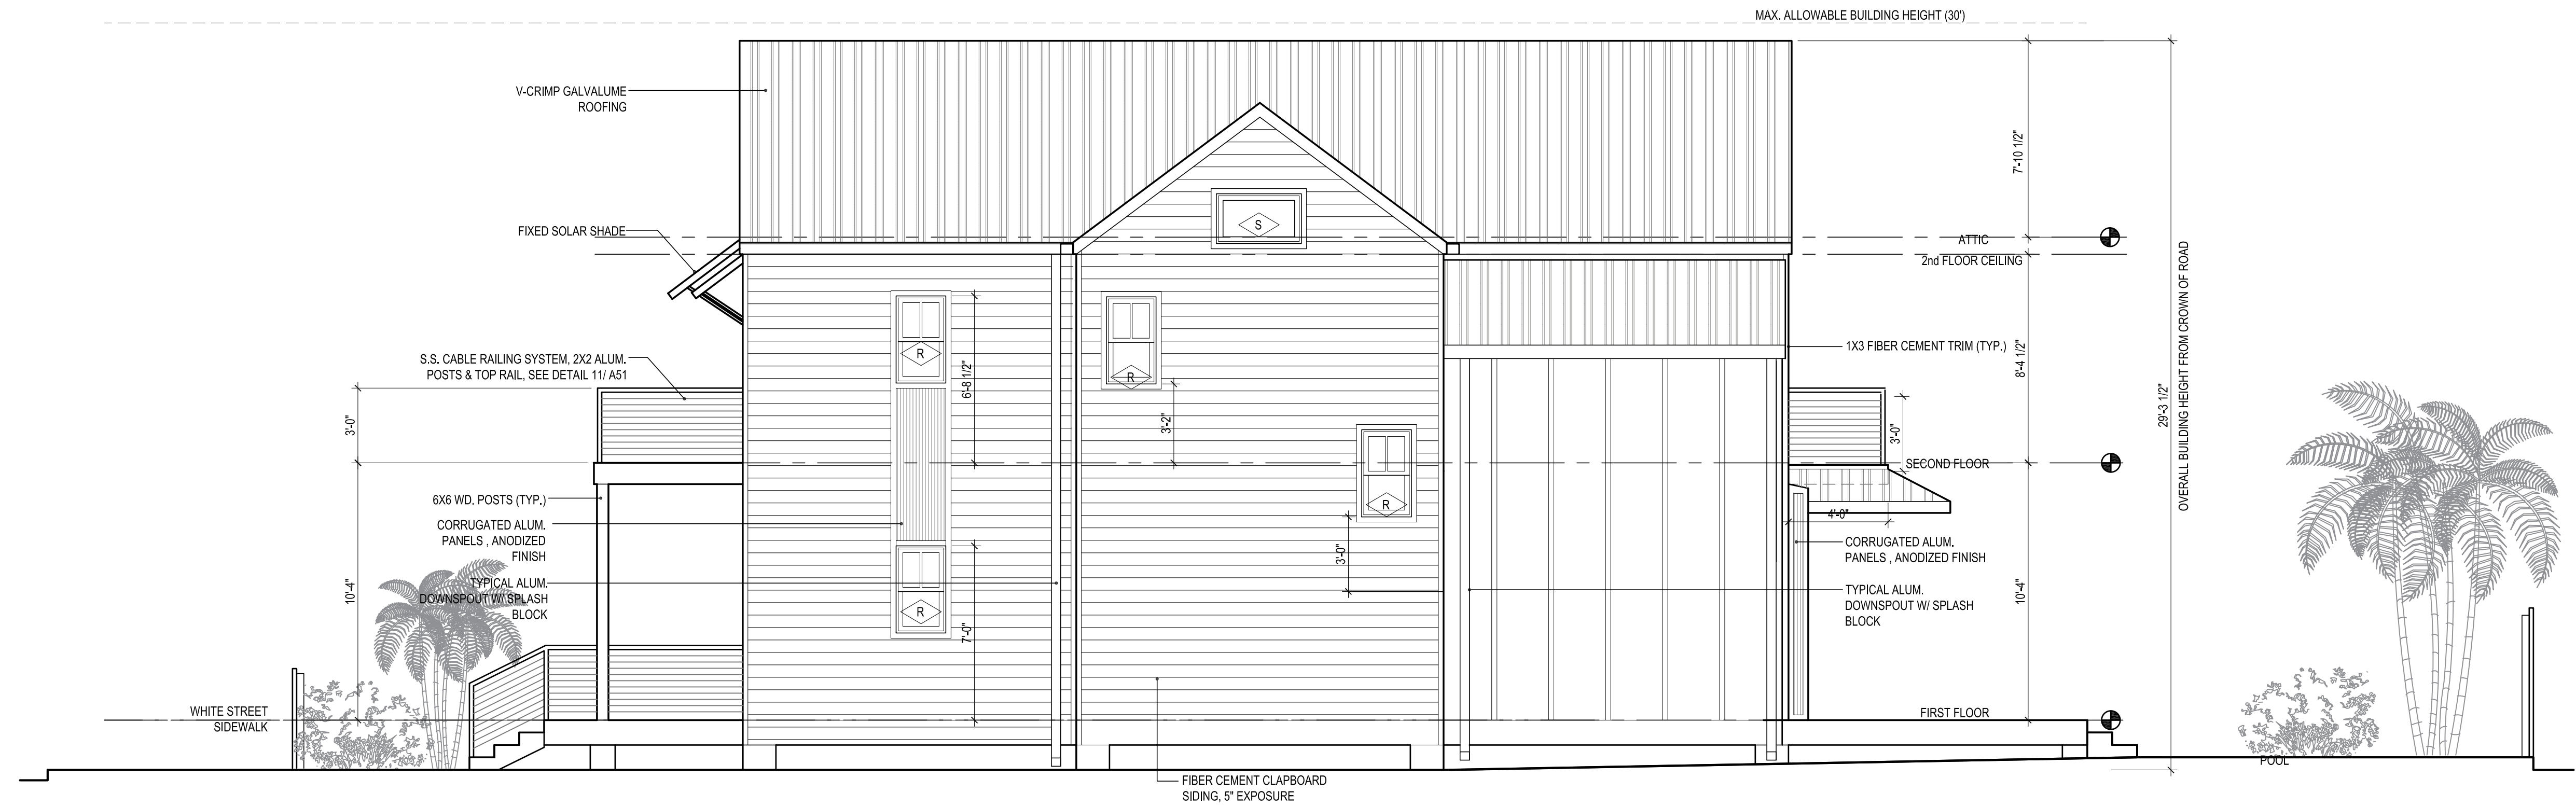 MAX. ALLOWABLE BUILDING HEIGHT (30')
V-CRIMP GALVALUME
ROOFING
7'-10 1/2"
S
FIXED SOLAR SHADE
ATTIC
2nd FLOOR CEILING
OVERALL BUILDING HEIGHT FROM CROWN OF ROAD
29'-3 1/2"
R
6'-8 1/2"
R
3'-2"
1X3 FIBER CEMENT TRIM (TYP.)
8'-4 1/2"
S.S. CABLE RAILING SYSTEM, 2X2 ALUM.
POSTS & TOP RAIL, SEE DETAIL 11/ A51
3'-0"
3'-0"
SECOND FLOOR
6X6 WD. POSTS (TYP.)
R
4'-0"
CORRUGATED ALUM.
PANELS , ANODIZED
FINISH
3'-0"
CORRUGATED ALUM.
PANELS , ANODIZED FINISH
10'-4"
TYPICAL ALUM.
DOWNSPOUT W/ SPLASH
BLOCK
R
7'-0"
TYPICAL ALUM.
DOWNSPOUT W/ SPLASH
BLOCK
10'-4"
WHITE STREET
SIDEWALK
FIRST FLOOR
POOL
FIBER CEMENT CLAPBOARD
SIDING, 5" EXPOSURE